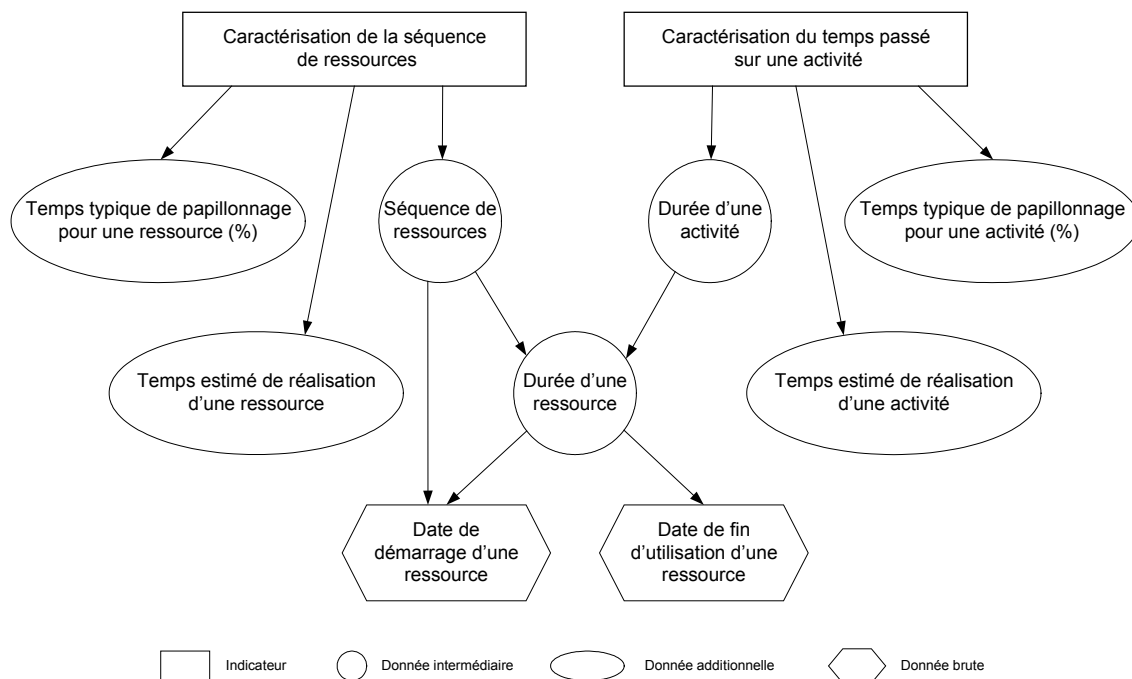 Caractérisation de la séquence
de ressources
Caractérisation du temps passé
sur une activité
Temps typique de papillonnage
pour une ressource (%)
Séquence de
ressources
Durée d’une
activité
Temps typique de papillonnage
pour une activité (%)
Temps estimé de réalisation
d’une ressource
Durée d’une
ressource
Temps estimé de réalisation
d’une activité
Date de
démarrage d’une
ressource
Date de fin
d’utilisation d’une
ressource
Indicateur
Donnée intermédiaire
Donnée additionnelle
Donnée brute